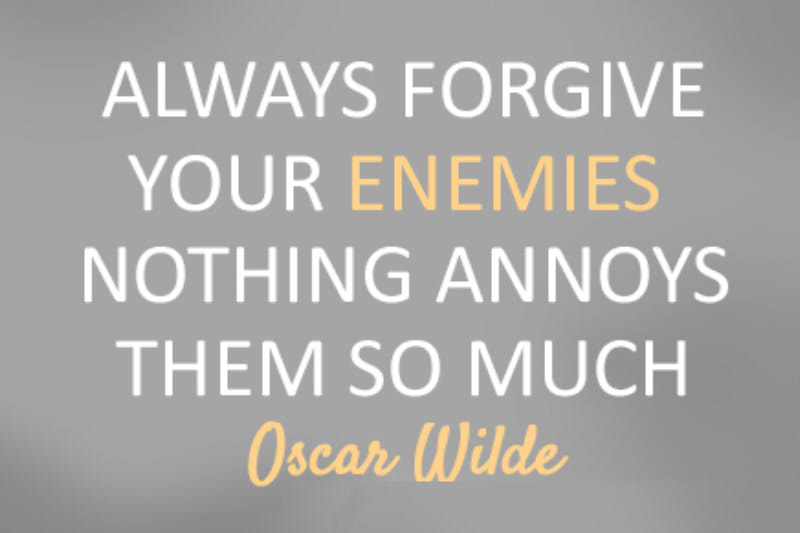 ALWAYS FORGIVE
YOUR ENEMIES
NOTHING ANNOYS
THEM SO MUCH
Oscar Wilde